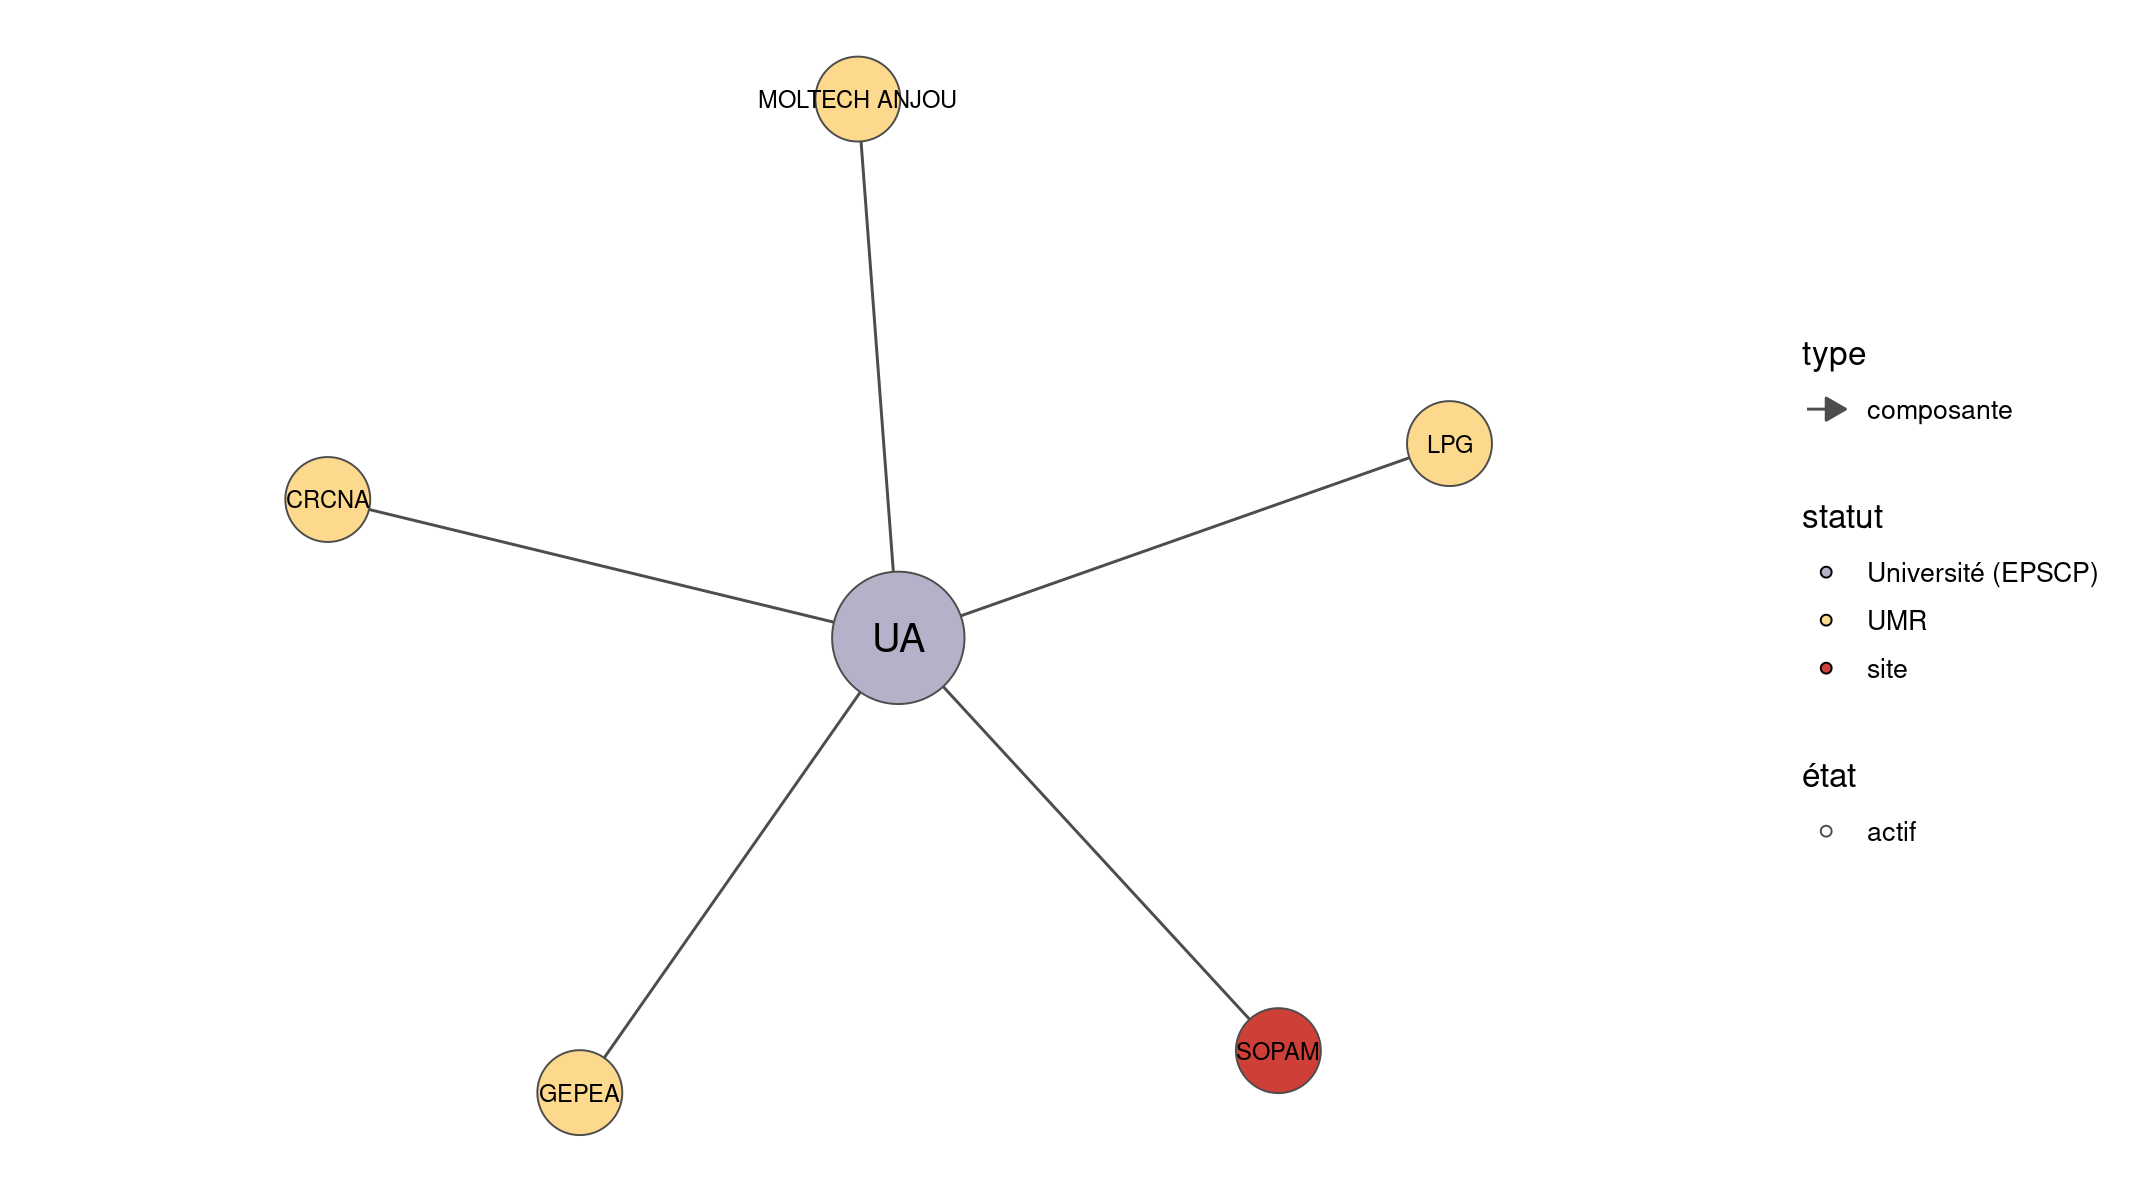 MOLTECH ANJOU
LPG
CRCNA
UA
SOPAM
GEPEA
type
composante
statut
Université (EPSCP)
UMR
site
état
actif